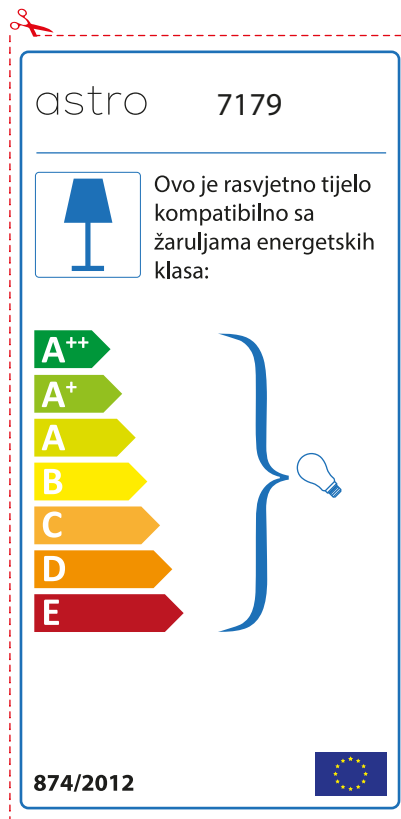 astro 7179
Ovo je rasvjetno tijelo
kompatibilno sa
žaruljama energetskih
klasa:
A++
A+
A
B
C
D
E
874/2012